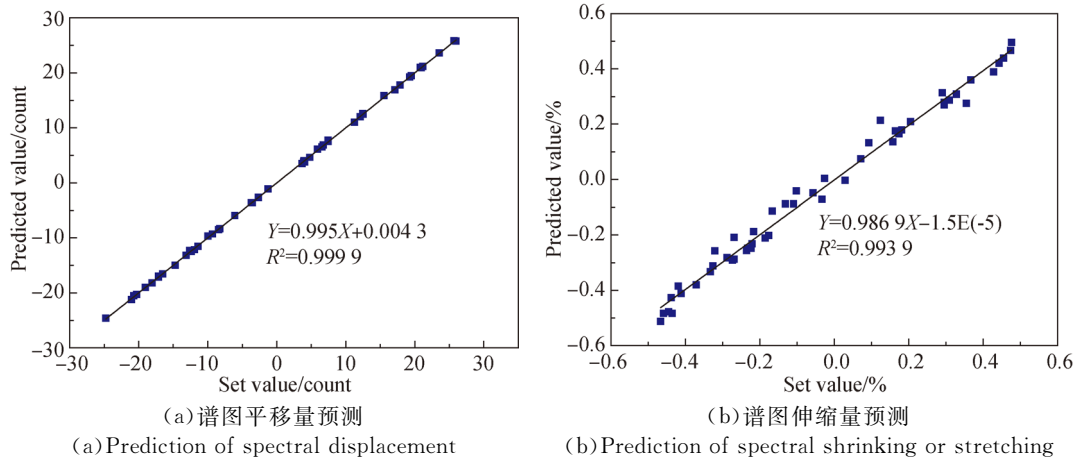 30
20
10
0
−10
−20
−30
Predicted value/count
Y=0.995X+0.004 3
R²=0.999 9
−30 −20 −10 0 10 20 30
Set value/count
(a)谱图平移量预测
(a)Prediction of spectral displacement
0.6
0.4
0.2
0.0
−0.2
−0.4
−0.6
Predicted value/%
Y=0.986 9X−1.5E(-5)
R²=0.993 9
−0.6 −0.4 −0.2 0.0 0.2 0.4 0.6
Set value/%
(b)谱图伸缩量预测
(b)Prediction of spectral shrinking or stretching